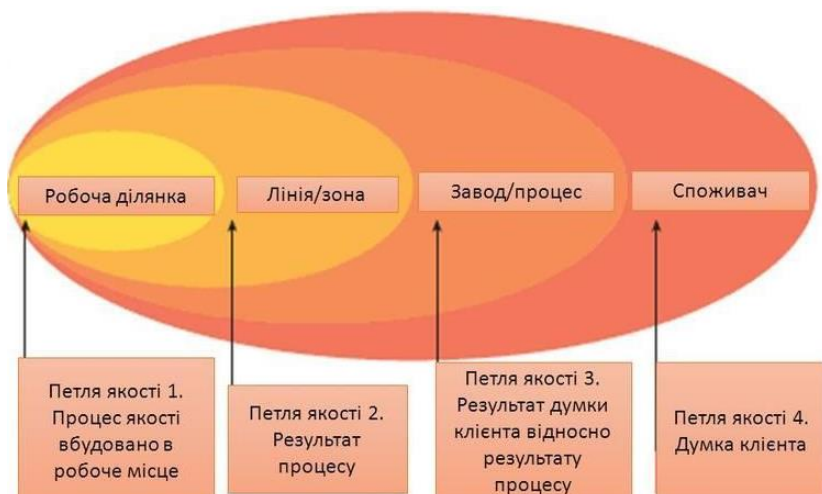 Робоча ділянка
Лінія/зона
Завод/процес
Споживач
Петля якості 1.
Процес якості
вбудовано в
робоче місце
Петля якості 2.
Результат
процесу
Петля якості 3.
Результат думки
клієнта відносно
результату
процесу
Петля якості 4.
Думка клієнта